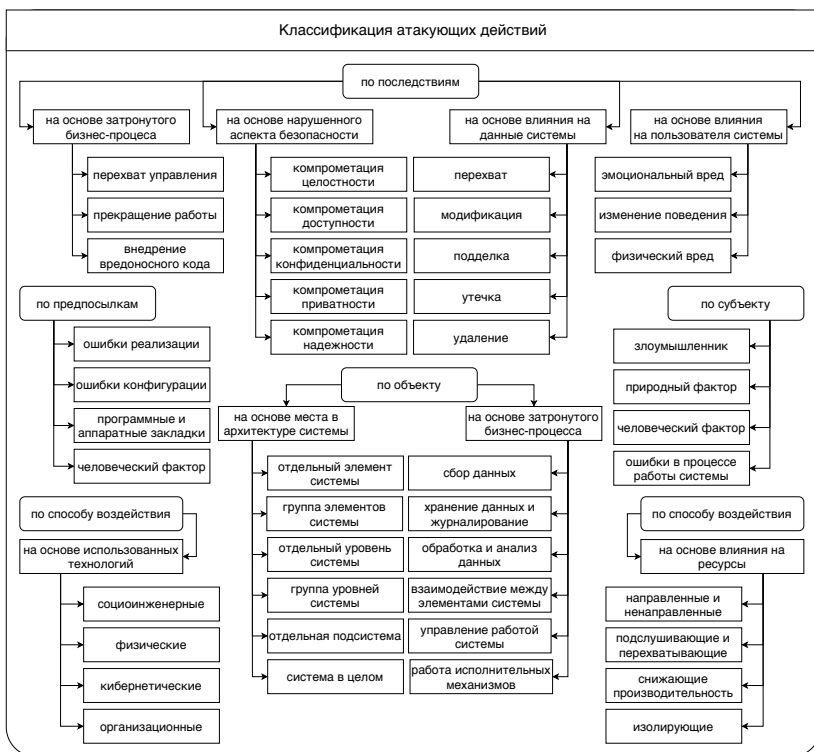 Классификация атакующих действий
по последствиям
на основе затронутого
бизнес-процеса
на основе нарушенного
аспекта безопасности
на основе влияния на
данные системы
на основе влияния
на пользователя системы
перехват управления
прекращение работы
внедрение
вредоносного кода
компрометация
целостности
компрометация
доступности
компрометация
конфиденциальности
компрометация
приватности
компрометация
надежности
перехват
модификация
подделка
утечка
удаление
эмоциональный вред
изменение поведения
физический вред
по предпосылкам
ошибки реализации
ошибки конфигурации
программные и
аппаратные закладки
человеческий фактор
по субъекту
злоумышленник
природный фактор
человеческий фактор
ошибки в процессе
работы системы
по объекту
на основе места в
архитектуре системы
на основе затронутого
бизнес-процесса
отдельный элемент
системы
группа элементов
системы
отдельный уровень
системы
группа уровней
системы
отдельная подсистема
система в целом
сбор данных
хранение данных и
журналирование
обработка и анализ
данных
взаимодействие между
элементами системы
управление работой
системы
работа исполнительных
механизмов
по способу воздействия
на основе использованных
технологий
социоинженерные
физические
кибернетические
организационные
по способу воздействия
на основе влияния на
ресурсы
направленные и
ненаправленные
подслушивающие и
перехватывающие
снижающие
производительность
изолирующие